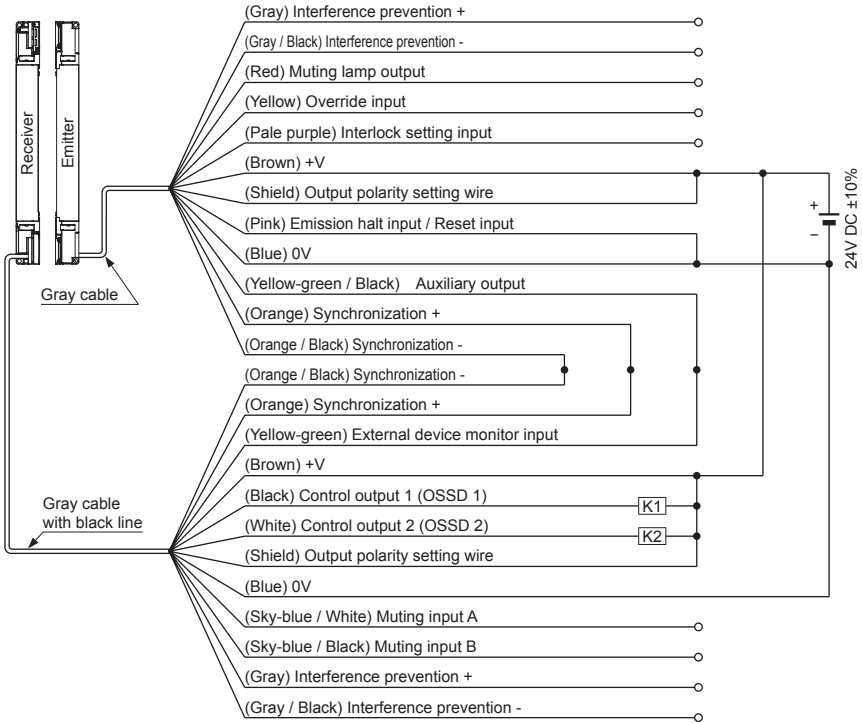 Receiver
Emitter
Gray cable
Gray cable
with black line
(Gray) Interference prevention +
(Gray / Black) Interference prevention -
(Red) Muting lamp output
(Yellow) Override input
(Pale purple) Interlock setting input
(Brown) +V
(Shield) Output polarity setting wire
(Pink) Emission halt input / Reset input
(Blue) 0V
(Yellow-green / Black) Auxiliary output
(Orange) Synchronization +
(Orange / Black) Synchronization -
(Orange / Black) Synchronization -
(Orange) Synchronization +
(Yellow-green) External device monitor input
(Brown) +V
(Black) Control output 1 (OSSD 1)
K1
(White) Control output 2 (OSSD 2)
K2
(Shield) Output polarity setting wire
(Blue) 0V
(Sky-blue / White) Muting input A
(Sky-blue / Black) Muting input B
(Gray) Interference prevention +
(Gray / Black) Interference prevention -
+
−
24V DC ±10%